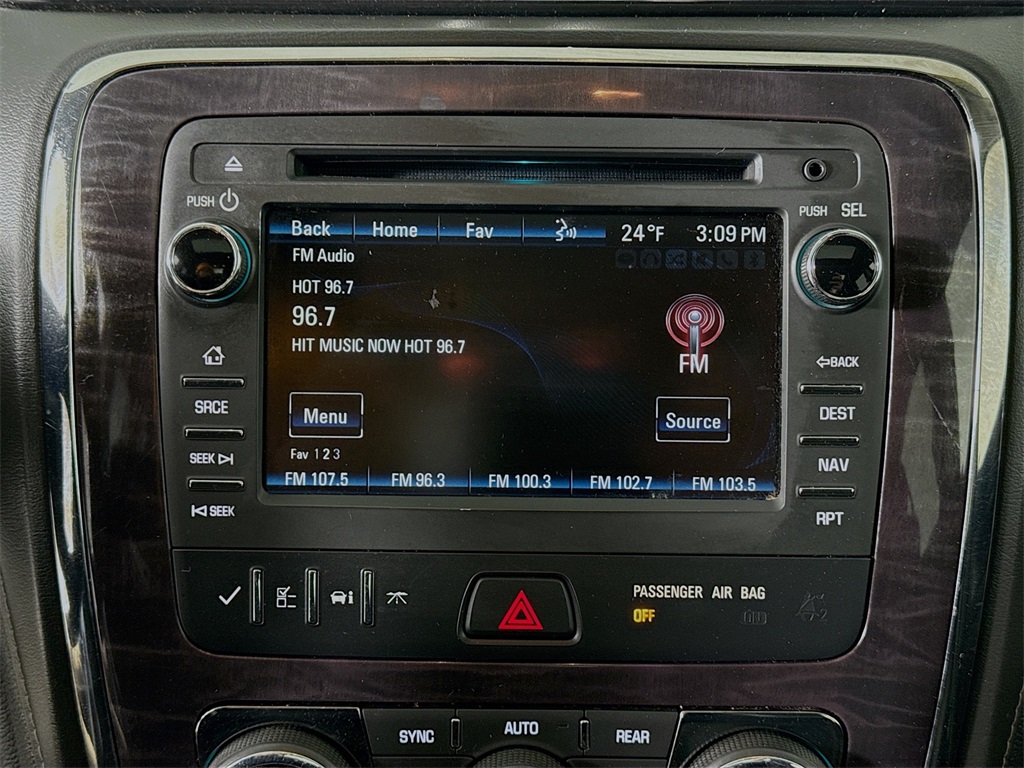 PUSH
PUSH SEL
Back Home Fav 24°F 3:09 PM
FM Audio
HOT 96.7
96.7
HIT MUSIC NOW HOT 96.7
FM
Menu
Source
Fav 1 2 3
FM 107.5 FM 96.3 FM 100.3 FM 102.7 FM 103.5
SRCE
SEEK
SEEK
BACK
DEST
NAV
RPT
PASSENGER AIR BAG
OFF
SYNC AUTO REAR